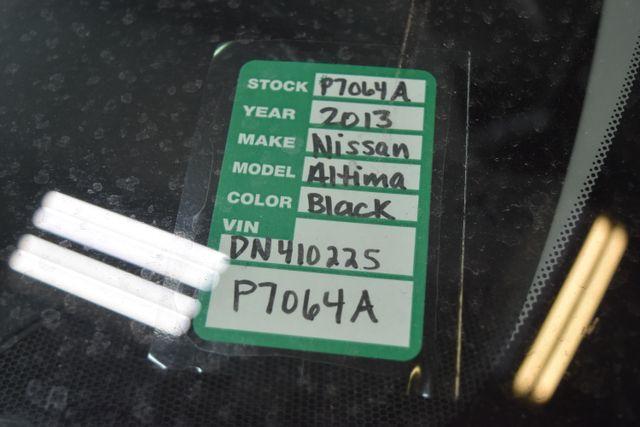 STOCK P7064A
YEAR 2013
MAKE Nissan
MODEL Altima
COLOR Black
VIN
DN410225
P7064A